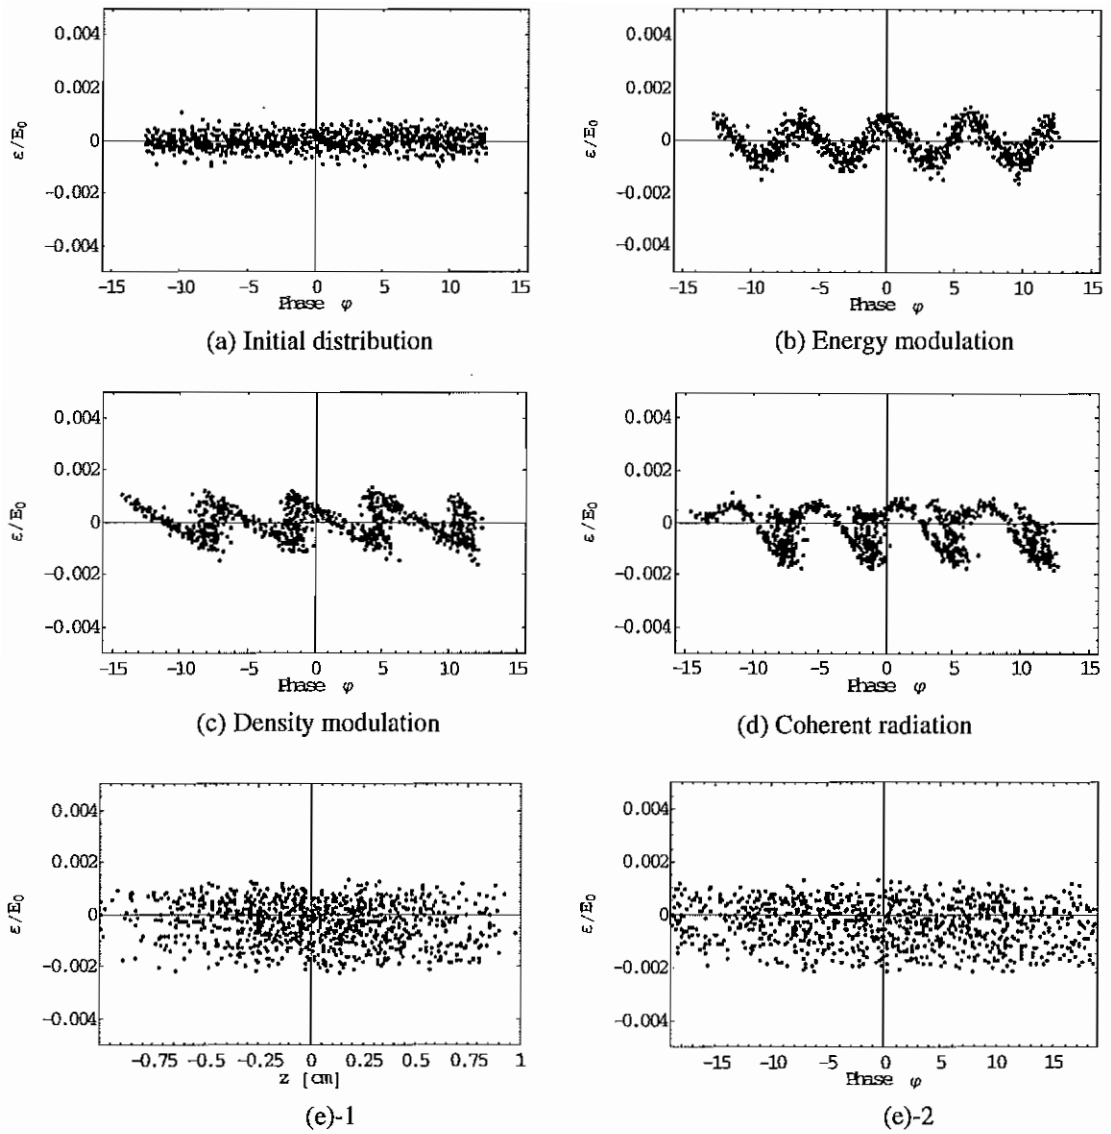 0.004
0.002
0
-0.002
-0.004
ε/E0
-15 -10 -5 0 5 10 15
Phase φ
(a) Initial distribution
0.004
0.002
0
-0.002
-0.004
ε/E0
-15 -10 -5 0 5 10 15
Phase φ
(b) Energy modulation
0.004
0.002
0
-0.002
-0.004
ε/E0
-15 -10 -5 0 5 10 15
Phase φ
(c) Density modulation
0.004
0.002
0
-0.002
-0.004
ε/E0
-15 -10 -5 0 5 10 15
Phase φ
(d) Coherent radiation
0.004
0.002
0
-0.002
-0.004
ε/E0
-0.75 -0.5 -0.25 0 0.25 0.5 0.75 1
z [cm]
(e)-1
0.004
0.002
0
-0.002
-0.004
ε/E0
-15 -10 -5 0 5 10 15
Phase φ
(e)-2